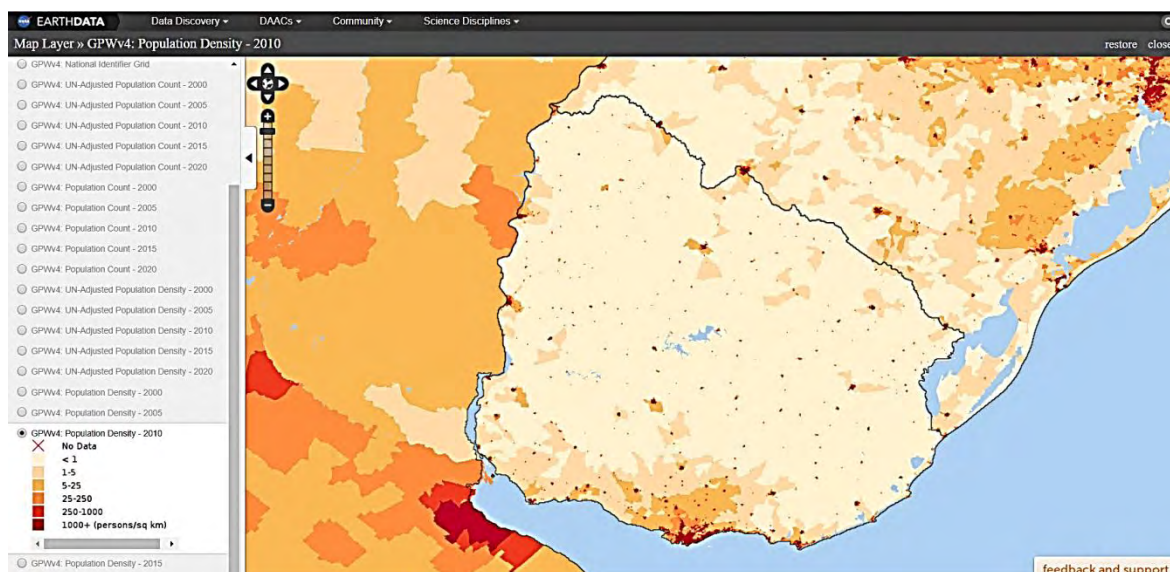 EARTHDATA Data Discovery DAACs Community Science Disciplines
Map Layer » GPWv4: Population Density - 2010 restore close
GPWv4: National Identifier Grid
GPWv4: UN-Adjusted Population Count - 2000
GPWv4: UN-Adjusted Population Count - 2005
GPWv4: UN-Adjusted Population Count - 2010
GPWv4: UN-Adjusted Population Count - 2015
GPWv4: UN-Adjusted Population Count - 2020
GPWv4: Population Count - 2000
GPWv4: Population Count - 2005
GPWv4: Population Count - 2010
GPWv4: Population Count - 2015
GPWv4: Population Count - 2020
GPWv4: UN-Adjusted Population Density - 2000
GPWv4: UN-Adjusted Population Density - 2005
GPWv4: UN-Adjusted Population Density - 2010
GPWv4: UN-Adjusted Population Density - 2015
GPWv4: UN-Adjusted Population Density - 2020
GPWv4: Population Density - 2000
GPWv4: Population Density - 2005
GPWv4: Population Density - 2010
No Data
< 1
1-5
5-25
25-250
250-1000
1000+ (persons/sq km)
GPWv4: Population Density - 2015
feedback and support